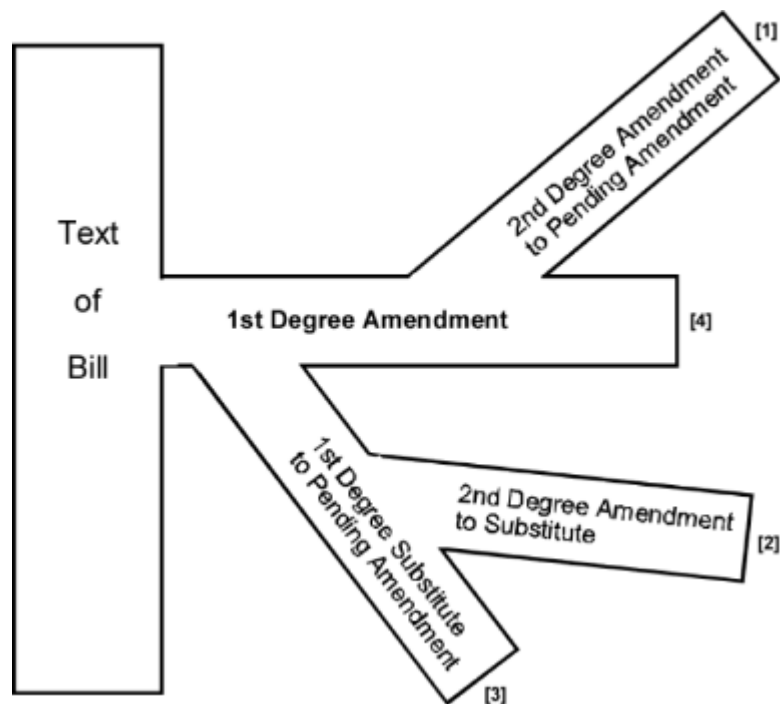 [1]
2nd Degree Amendment
to Pending Amendment
Text
of
Bill
1st Degree Amendment
[4]
1st Degree Substitute
to Pending Amendment
2nd Degree Amendment
to Substitute
[2]
[3]